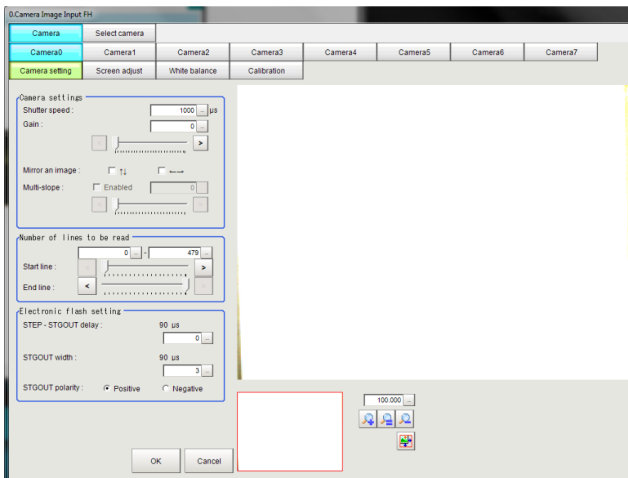 0.Camera Image Input FH
Camera Select camera
Camera0 Camera1 Camera2 Camera3 Camera4 Camera5 Camera6 Camera7
Camera setting Screen adjust White balance Calibration
Camera settings
Shutter speed : 1000 .. μs
Gain : 0 ..
< >
Mirror an image : ↑↓ ←→
Multi-slope : Enabled 0
Number of lines to be read
0 .. - 479 ..
Start line : >
End line : <
Electronic flash setting
STEP - STGOUT delay : 90 μs
0 ..
STGOUT width : 90 μs
3 ..
STGOUT polarity : Positive Negative
100.000 ..
OK Cancel